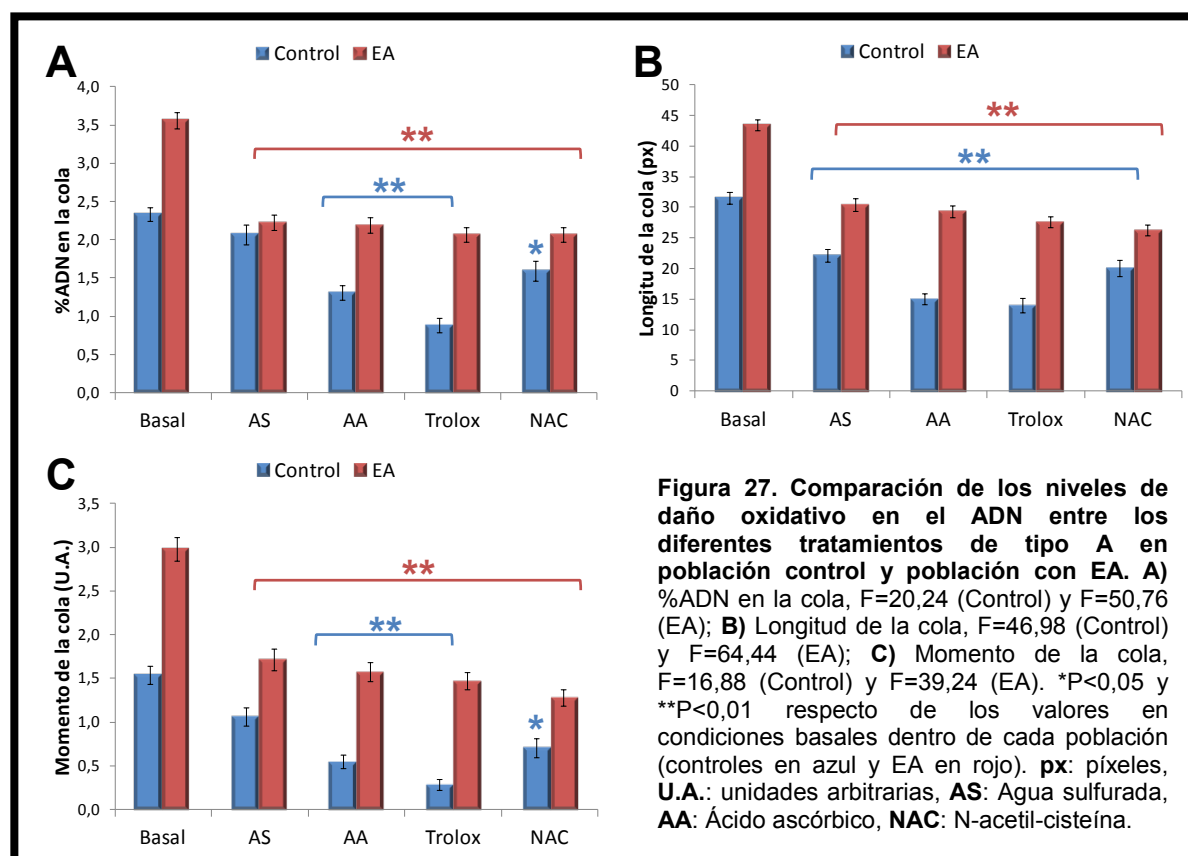 A
Control EA
%ADN en la cola
4,0
3,5
3,0
2,5
2,0
1,5
1,0
0,5
0,0
**
**
*
Basal AS AA Trolox NAC
B
Control EA
Longitu de la cola (px)
50
45
40
35
30
25
20
15
10
5
0
**
**
Basal AS AA Trolox NAC
C
Control EA
Momento de la cola (U.A.)
3,5
3,0
2,5
2,0
1,5
1,0
0,5
0,0
**
**
*
Basal AS AA Trolox NAC
Figura 27. Comparación de los niveles de
daño oxidativo en el ADN entre los
diferentes tratamientos de tipo A en
población control y población con EA. A)
%ADN en la cola, F=20,24 (Control) y F=50,76
(EA); B) Longitud de la cola, F=46,98 (Control)
y F=64,44 (EA); C) Momento de la cola,
F=16,88 (Control) y F=39,24 (EA). *P<0,05 y
**P<0,01 respecto de los valores en
condiciones basales dentro de cada población
(controles en azul y EA en rojo). px: píxeles,
U.A.: unidades arbitrarias, AS: Agua sulfurada,
AA: Ácido ascórbico, NAC: N-acetil-cisteína.